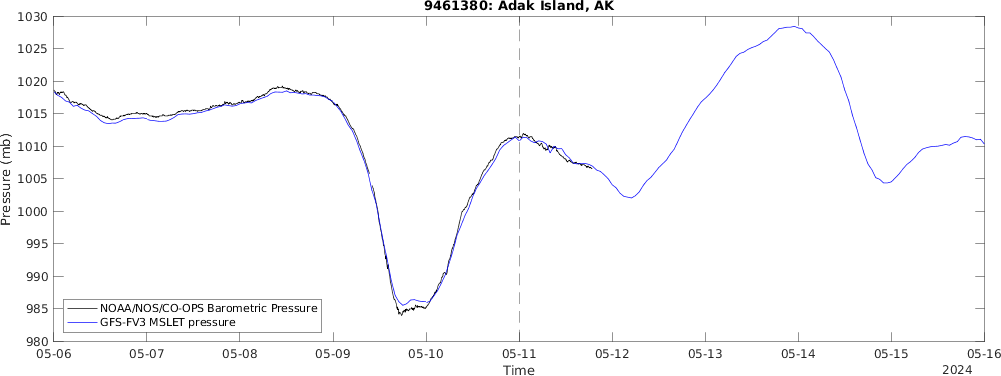 9461380: Adak Island, AK
Pressure (mb)
1030
1025
1020
1015
1010
1005
1000
995
990
985
980
NOAA/NOS/CO-OPS Barometric Pressure
GFS-FV3 MSLET pressure
05-06 05-07 05-08 05-09 05-10 05-11 05-12 05-13 05-14 05-15 05-16
Time
2024